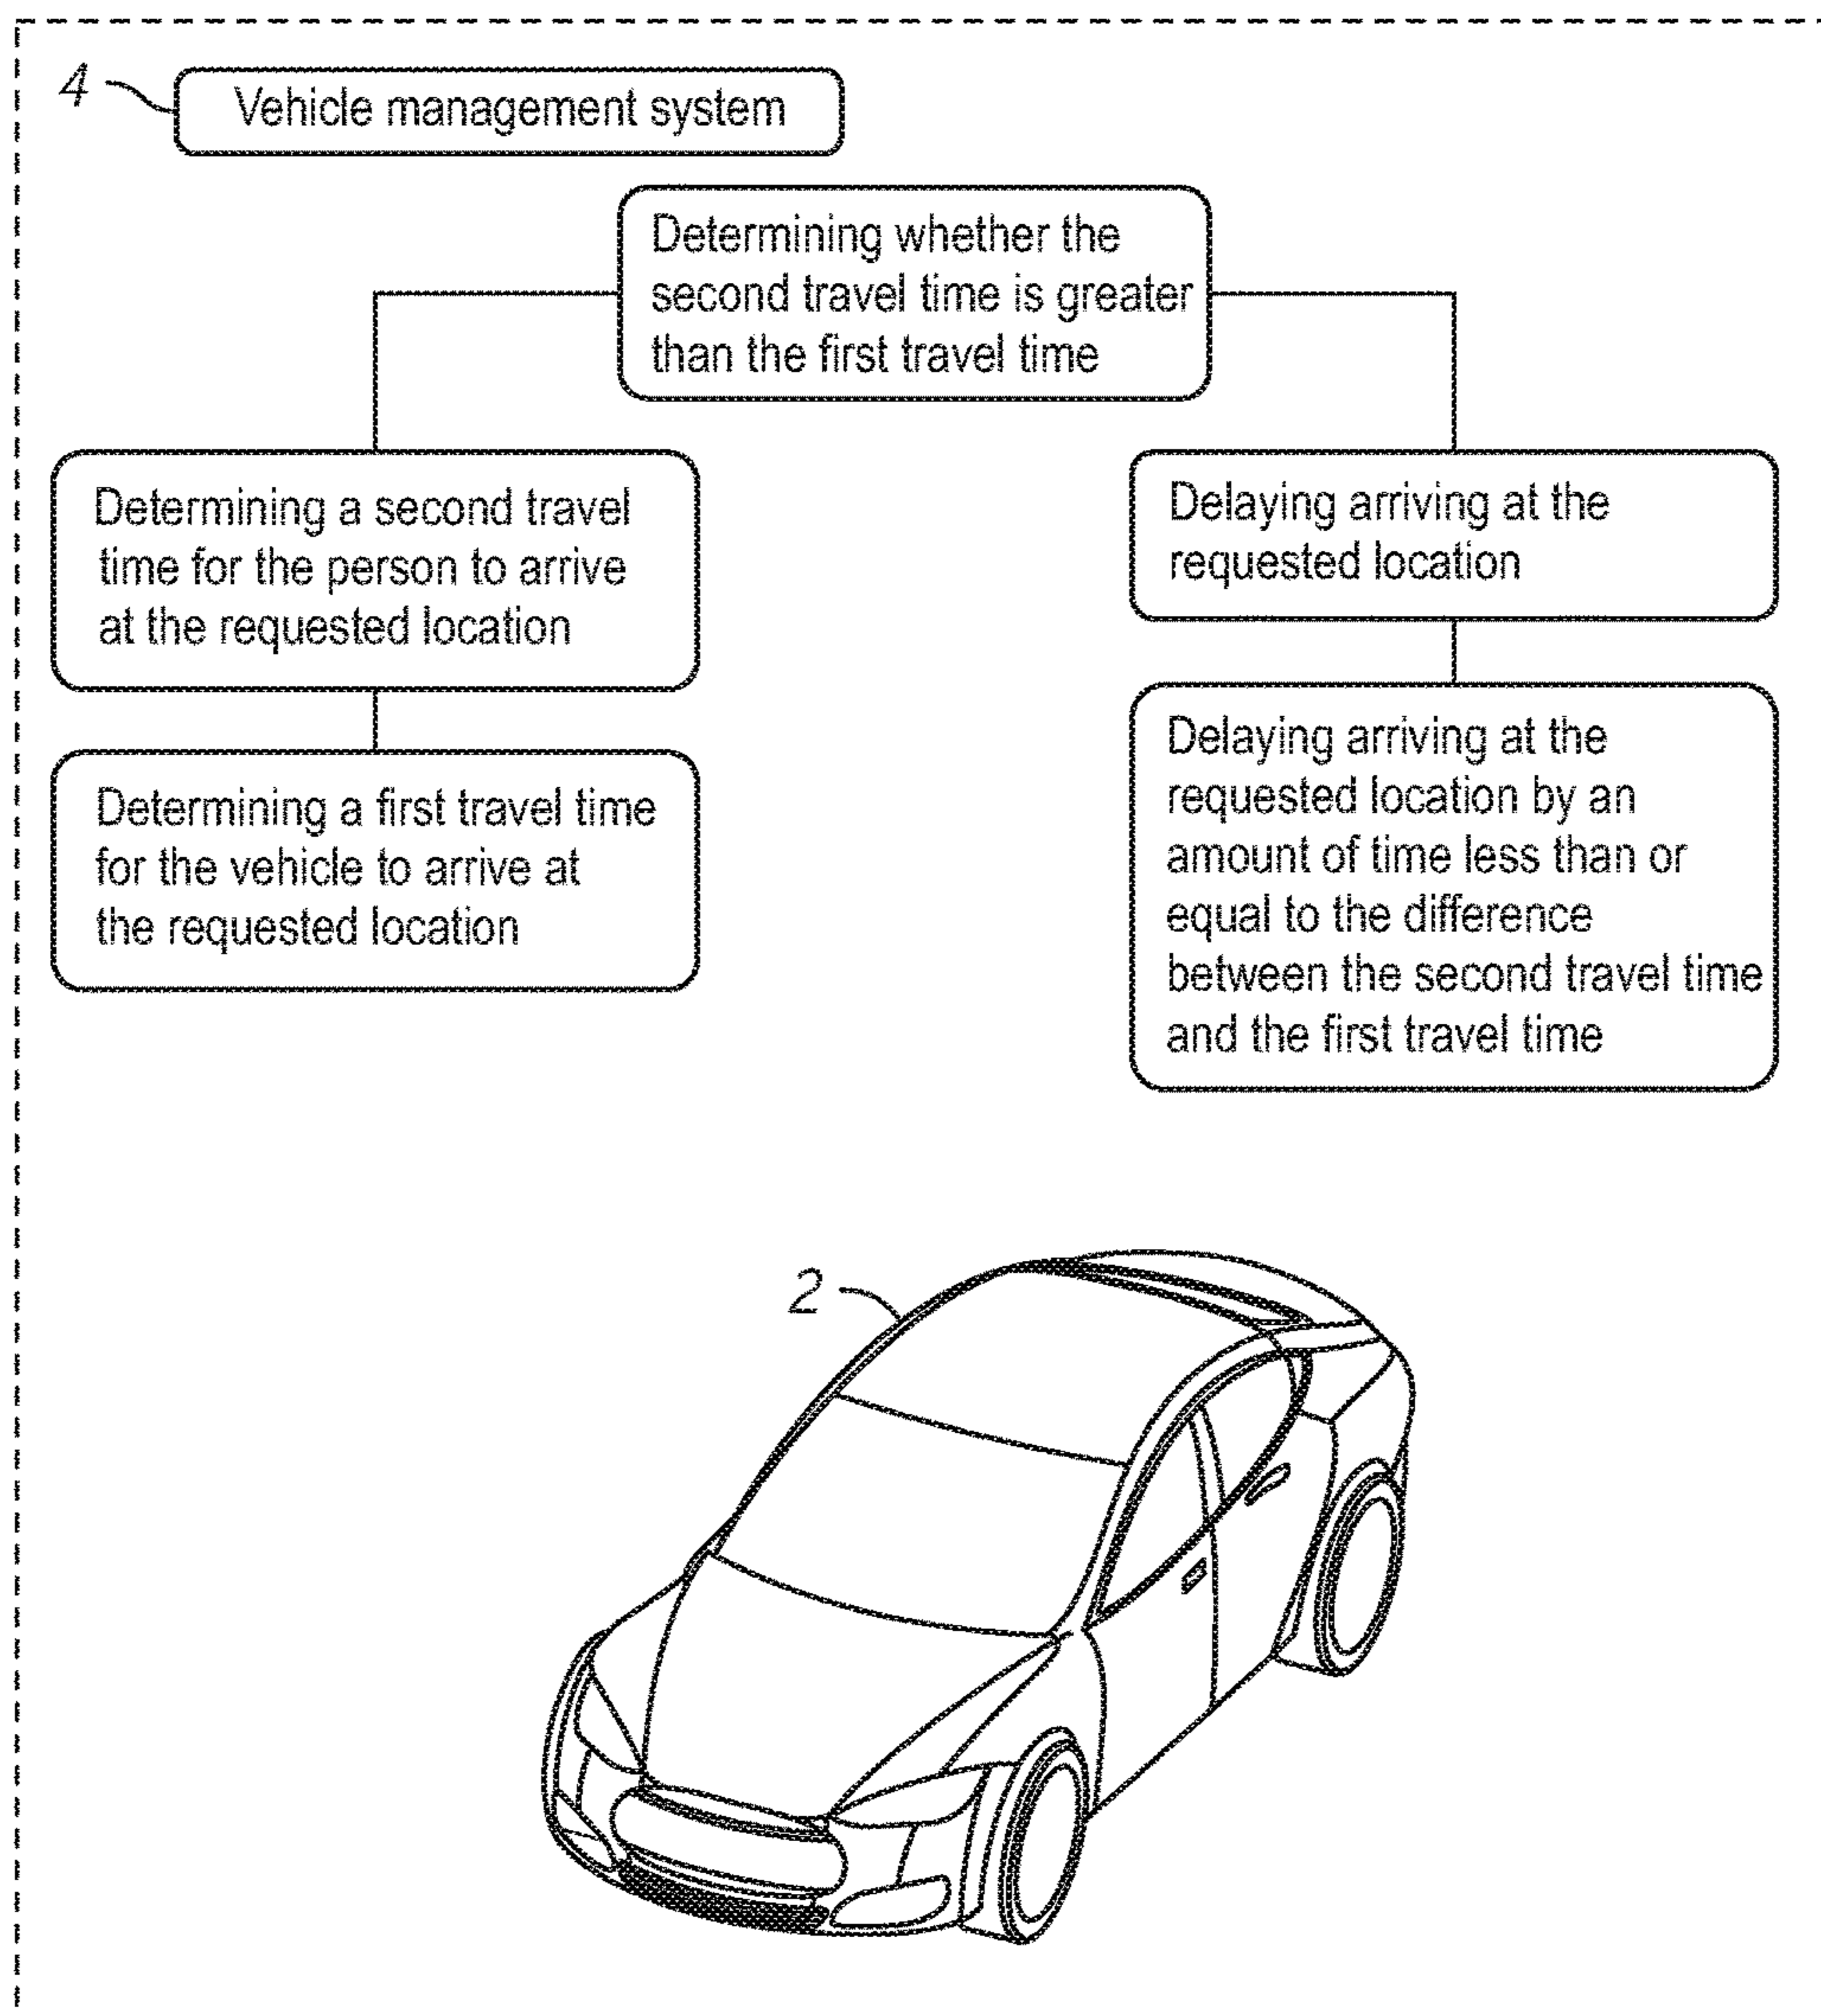 4
Vehicle management system
Determining whether the
second travel time is greater
than the first travel time
Determining a second travel
time for the person to arrive
at the requested location
Determining a first travel time
for the vehicle to arrive at
the requested location
Delaying arriving at the
requested location
Delaying arriving at the
requested location by an
amount of time less than or
equal to the difference
between the second travel time
and the first travel time
2